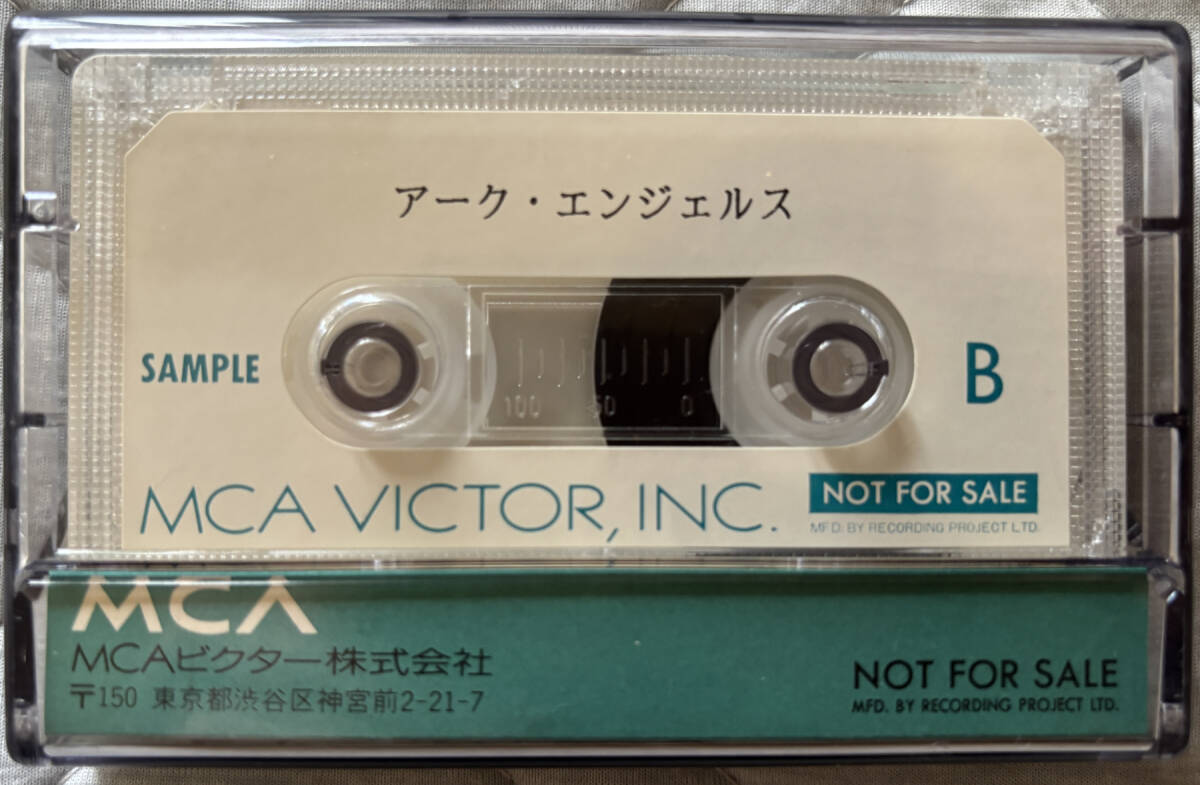 アーク・エンジェルス
SAMPLE
B
100 50 0
MCA VICTOR, INC.
NOT FOR SALE
MFD. BY RECORDING PROJECT LTD.
MCA
MCAビクター株式会社
〒150 東京都渋谷区神宮前2-21-7
NOT FOR SALE
MFD. BY RECORDING PROJECT LTD.